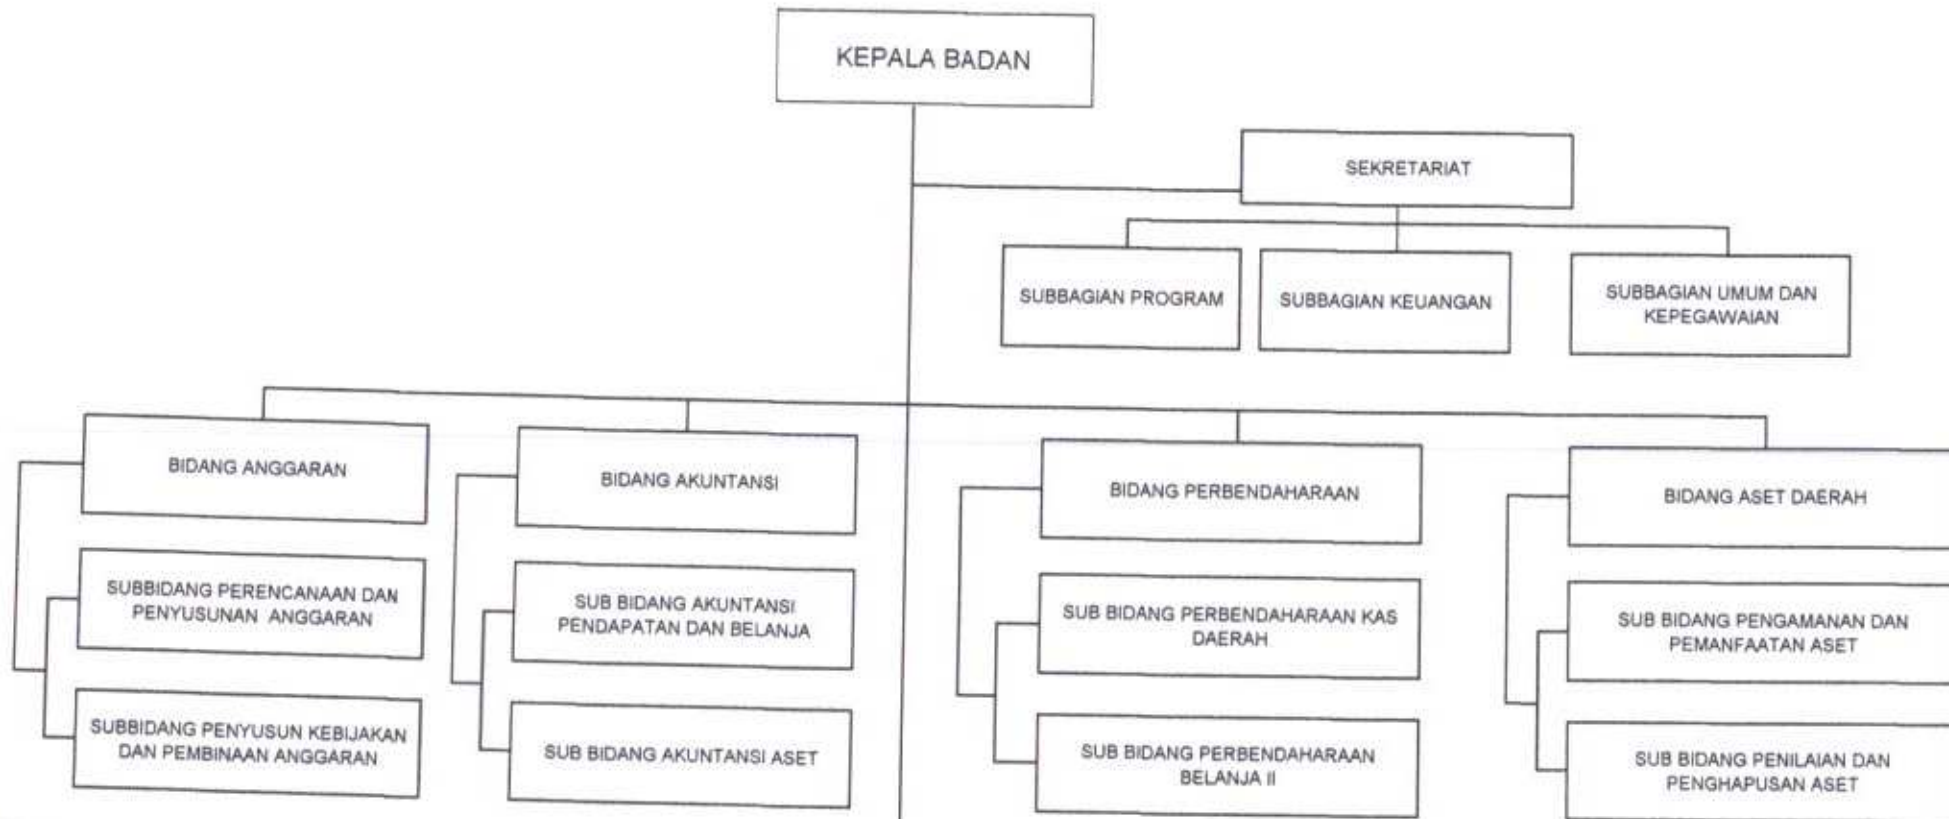 KEPALA BADAN
SEKRETARIAT
SUBBAGIAN PROGRAM
SUBBAGIAN KEUANGAN
SUBBAGIAN UMUM DAN
KEPEGAWAIAN
BIDANG ANGGARAN
BIDANG AKUNTANSI
BIDANG PERBENDAHARAAN
BIDANG ASET DAERAH
SUBBIDANG PERENCANAAN DAN
PENYUSUNAN ANGGARAN
SUB BIDANG AKUNTANSI
PENDAPATAN DAN BELANJA
SUB BIDANG PERBENDAHARAAN KAS
DAERAH
SUB BIDANG PENGAMANAN DAN
PEMANFAATAN ASET
SUBBIDANG PENYUSUN KEBIJAKAN
DAN PEMBINAAN ANGGARAN
SUB BIDANG AKUNTANSI ASET
SUB BIDANG PERBENDAHARAAN
BELANJA II
SUB BIDANG PENILAIAN DAN
PENGHAPUSAN ASET